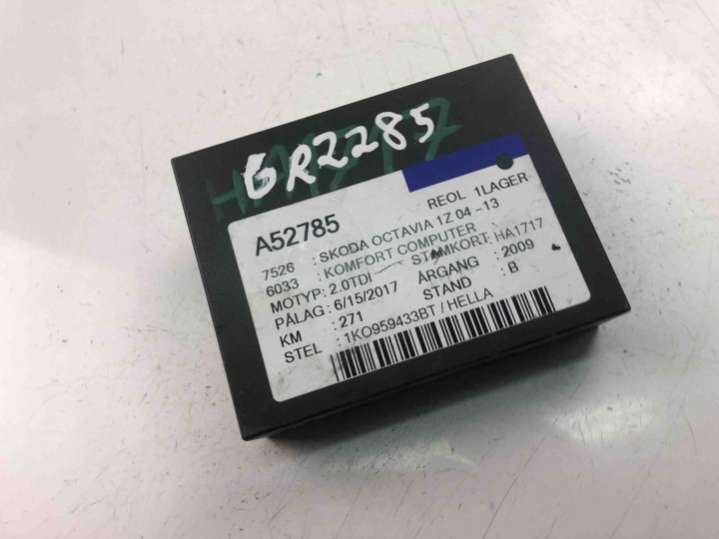 GR2285
REOL 1LAGER
A52785
7526 : SKODA OCTAVIA 1Z 04 -13
6033 : KOMFORT COMPUTER
MOTYP: 2.0TDI STAMKORT: HA1717
PÅLAG: 6/15/2017 ÅRGANG : 2009
KM : 271 STAND : B
STEL : 1KO959433BT / HELLA